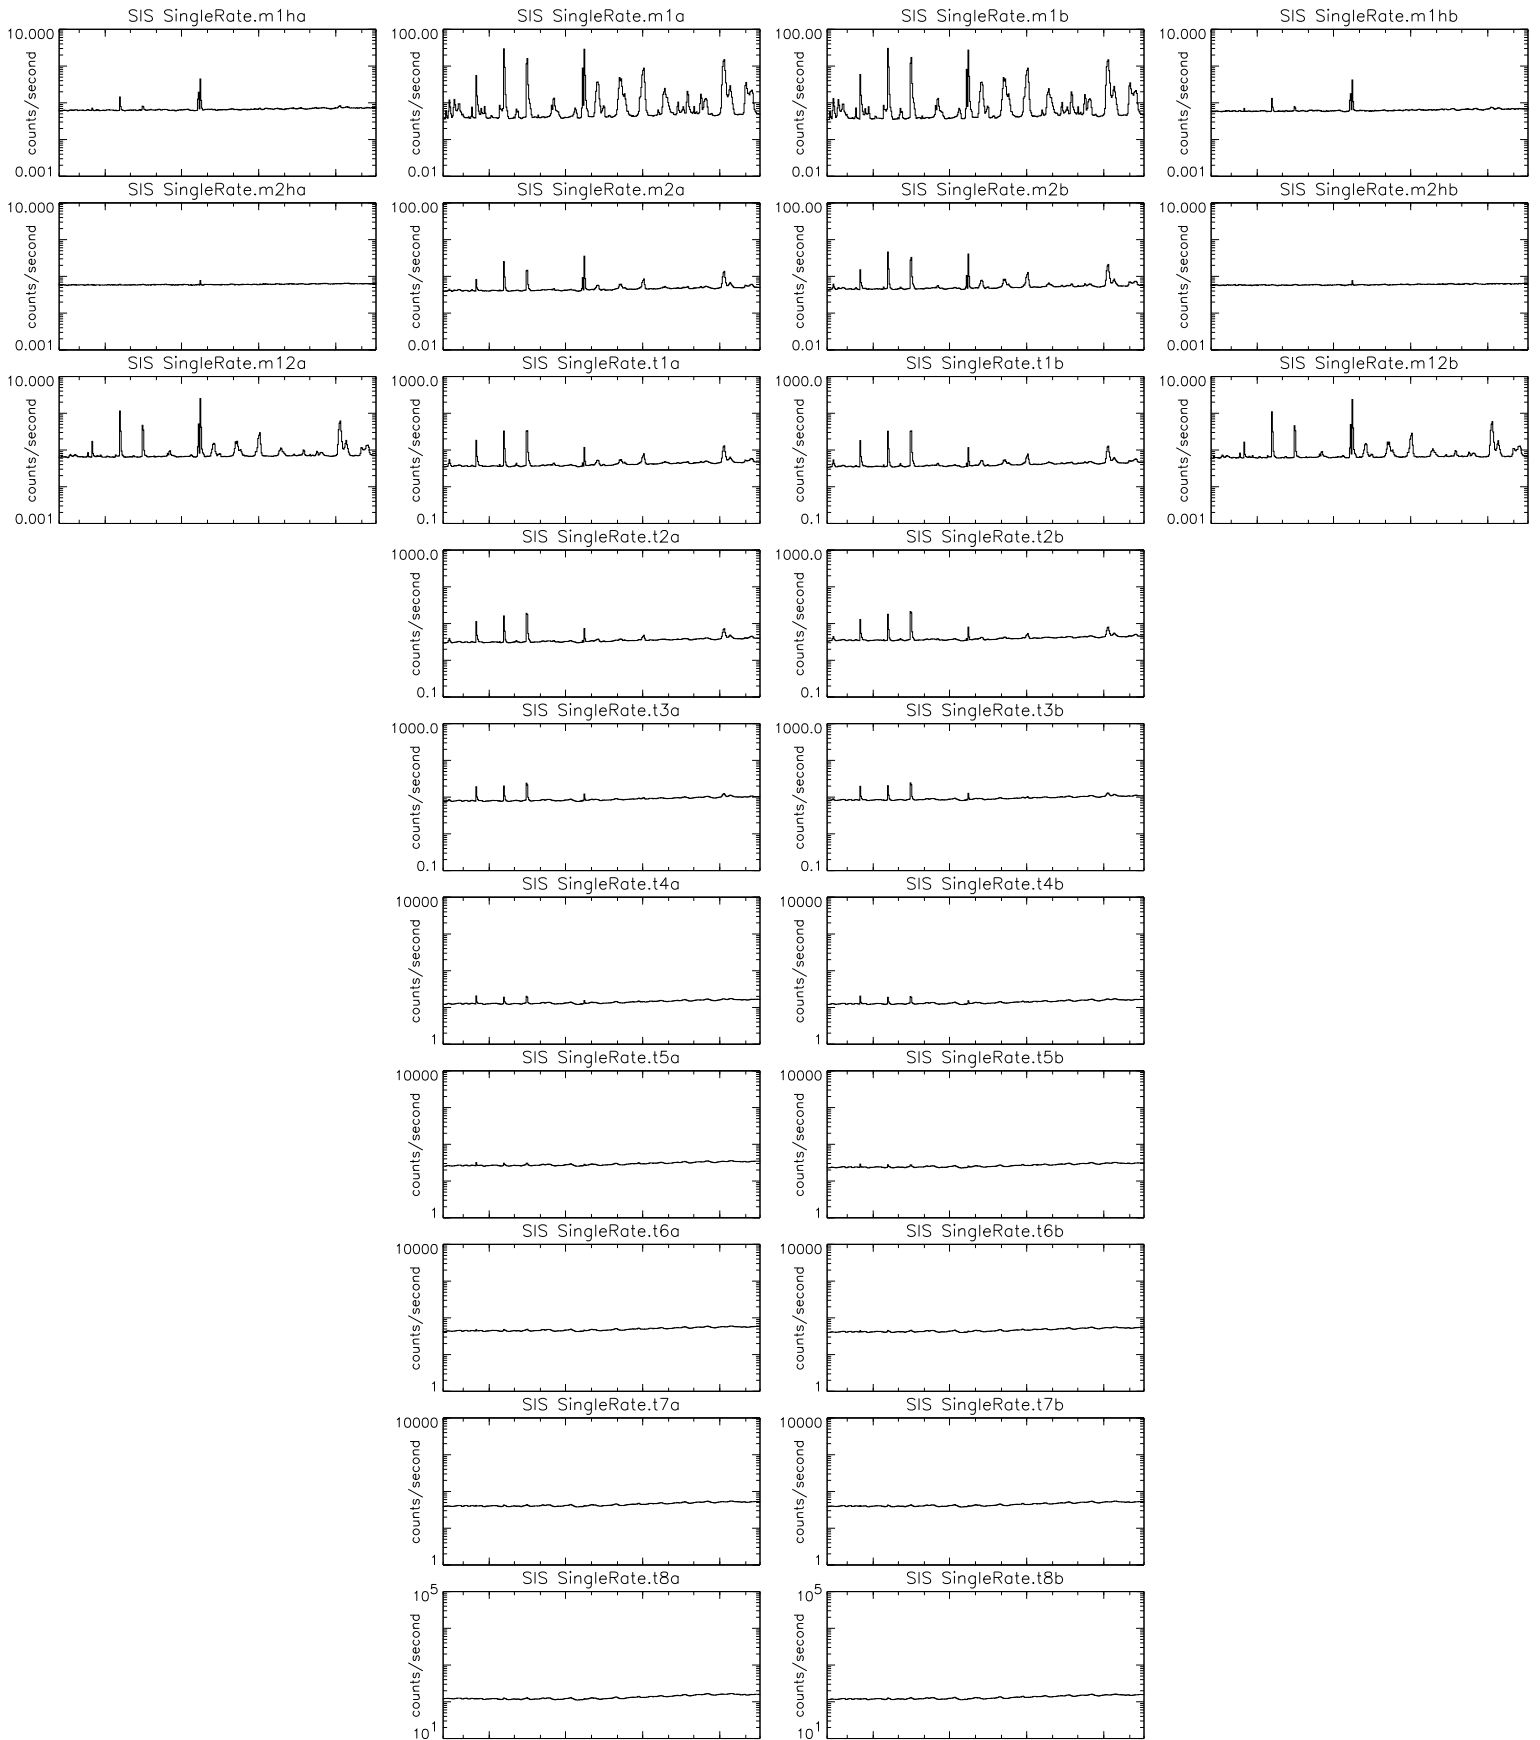 SIS SingleRate.m1ha
10.000
counts/second
0.001
SIS SingleRate.m1a
100.00
counts/second
0.01
SIS SingleRate.m1b
100.00
counts/second
0.01
SIS SingleRate.m1hb
10.000
counts/second
0.001
SIS SingleRate.m2ha
10.000
counts/second
0.001
SIS SingleRate.m2a
100.00
counts/second
0.01
SIS SingleRate.m2b
100.00
counts/second
0.01
SIS SingleRate.m2hb
10.000
counts/second
0.001
SIS SingleRate.m12a
10.000
counts/second
0.001
SIS SingleRate.t1a
1000.0
counts/second
0.1
SIS SingleRate.t1b
1000.0
counts/second
0.1
SIS SingleRate.m12b
10.000
counts/second
0.001
SIS SingleRate.t2a
1000.0
counts/second
0.1
SIS SingleRate.t2b
1000.0
counts/second
0.1
SIS SingleRate.t3a
1000.0
counts/second
0.1
SIS SingleRate.t3b
1000.0
counts/second
0.1
SIS SingleRate.t4a
10000
counts/second
1
SIS SingleRate.t4b
10000
counts/second
1
SIS SingleRate.t5a
10000
counts/second
1
SIS SingleRate.t5b
10000
counts/second
1
SIS SingleRate.t6a
10000
counts/second
1
SIS SingleRate.t6b
10000
counts/second
1
SIS SingleRate.t7a
10000
counts/second
1
SIS SingleRate.t7b
10000
counts/second
1
SIS SingleRate.t8a
10⁵
counts/second
10¹
SIS SingleRate.t8b
10⁵
counts/second
10¹